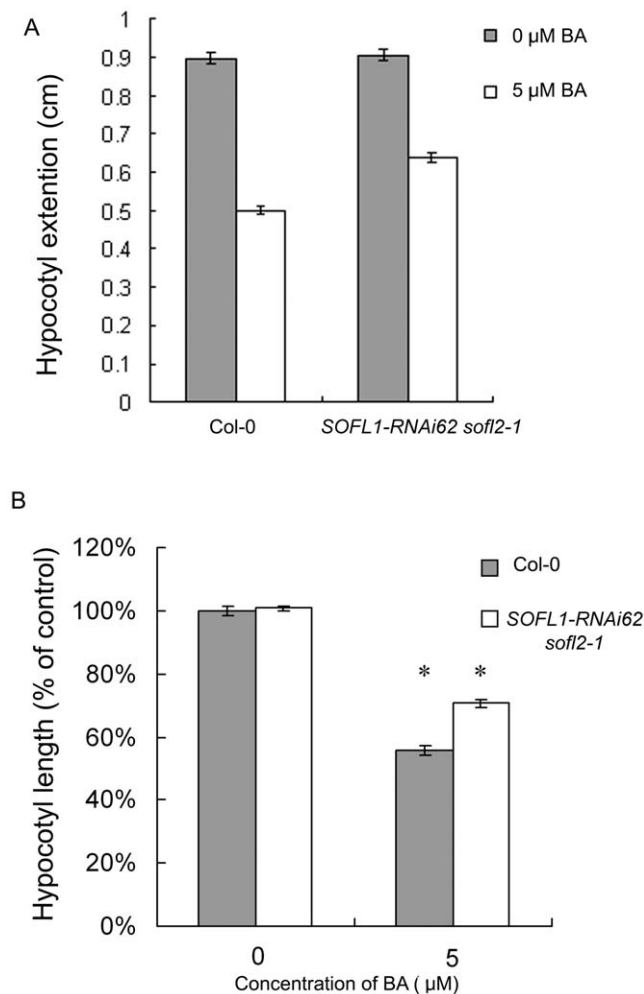 A
Hypocotyl extention (cm)
1
0.9
0.8
0.7
0.6
0.5
0.4
0.3
0.2
0.1
0
0 µM BA
5 µM BA
Col-0
SOFL1-RNAi62 sofl2-1
B
Hypocotyl length (% of control)
120%
100%
80%
60%
40%
20%
0%
Col-0
SOFL1-RNAi62
sofl2-1
* *
0 5
Concentration of BA ( µM)